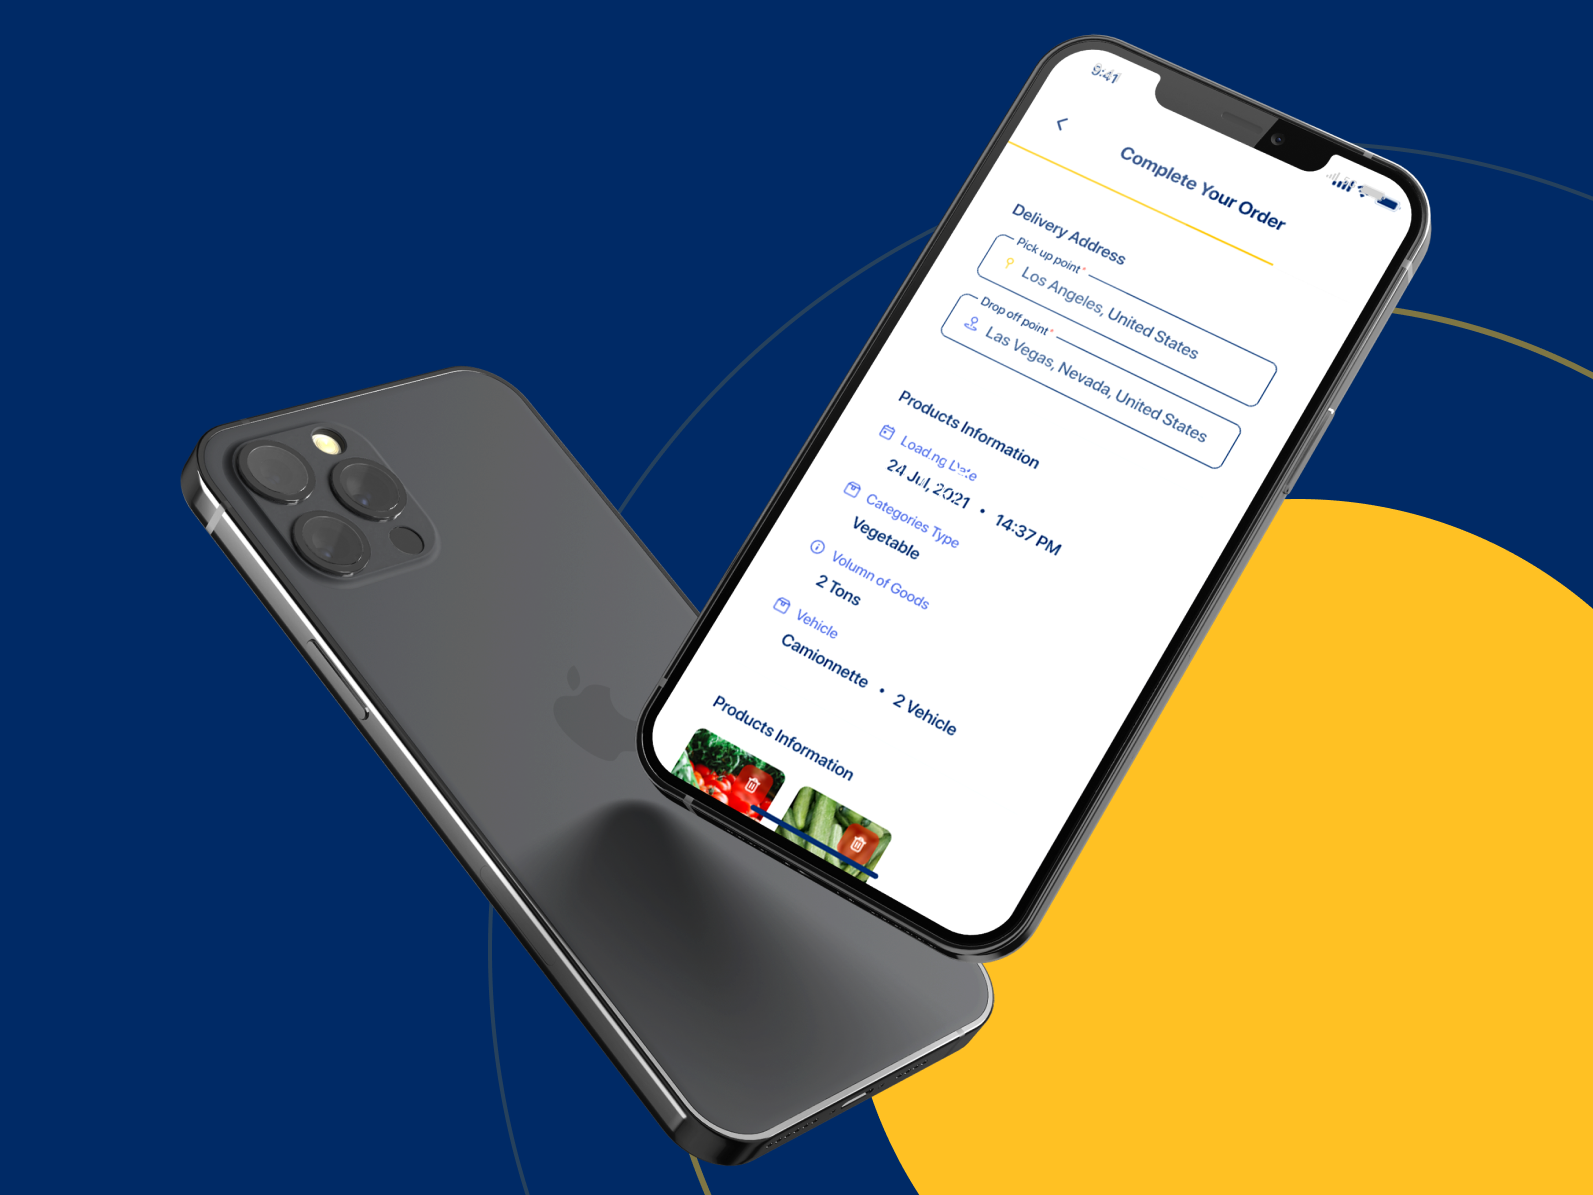 9:41
Complete Your Order
Delivery Address
Pick up point*
Los Angeles, United States
Drop off point*
Las Vegas, Nevada, United States
Products Information
Loading Date
24 Jul, 2021 • 14:37 PM
Categories Type
Vegetable
Volumn of Goods
2 Tons
Vehicle
Camionnette • 2 Vehicle
Products Information